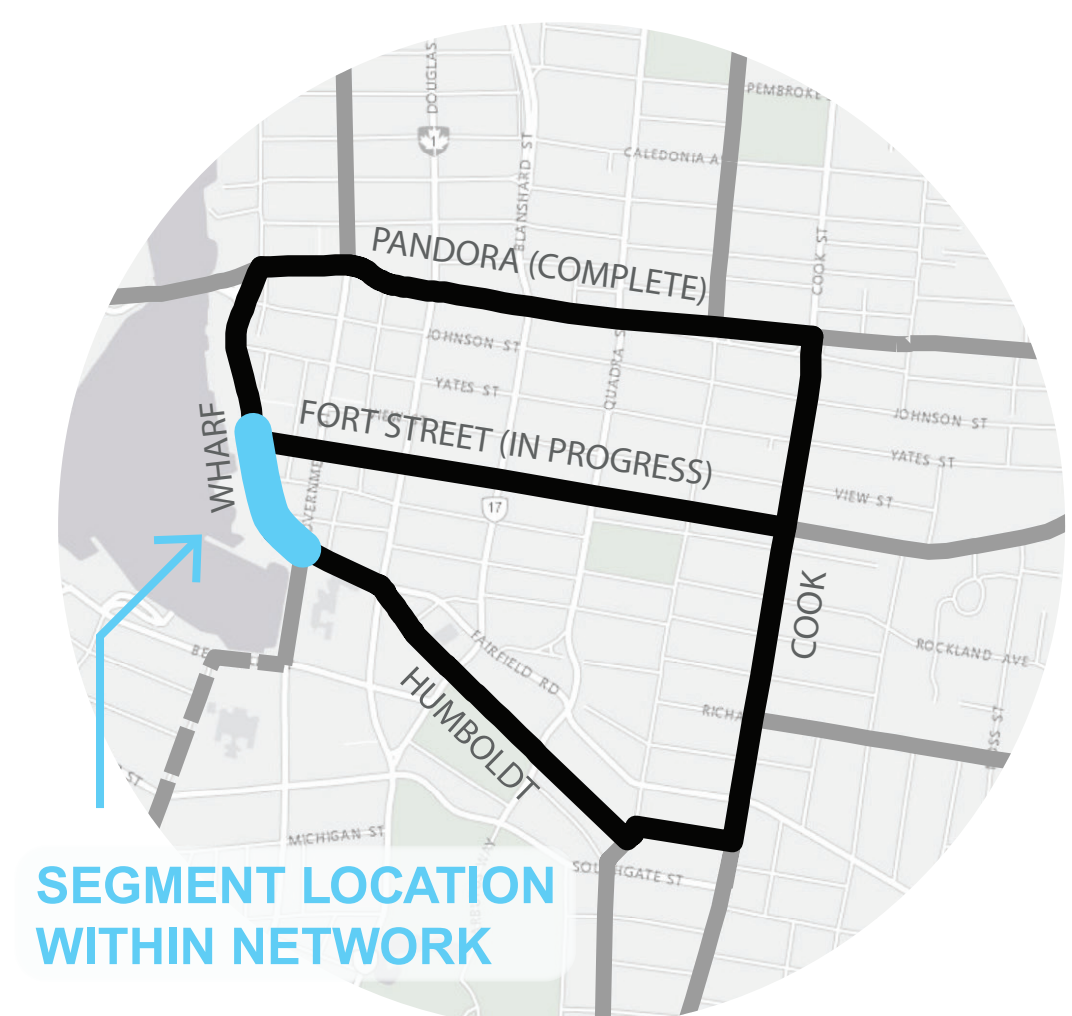 DOUGLAS
PEMBROKE
1
CALEDONIA A
BLANSHARD ST
COOK ST
PANDORA (COMPLETE)
JOHNSON ST
QUADRA S
YATES ST
WHARF
FORT STREET (IN PROGRESS)
JOHNSON ST
YATES ST
VIEW ST
17
COOK
ROCKLAND AVE
FAIRFIELD RD
HUMBOLDT
RICHA
MICHIGAN ST
SEGMENT LOCATION
WITHIN NETWORK